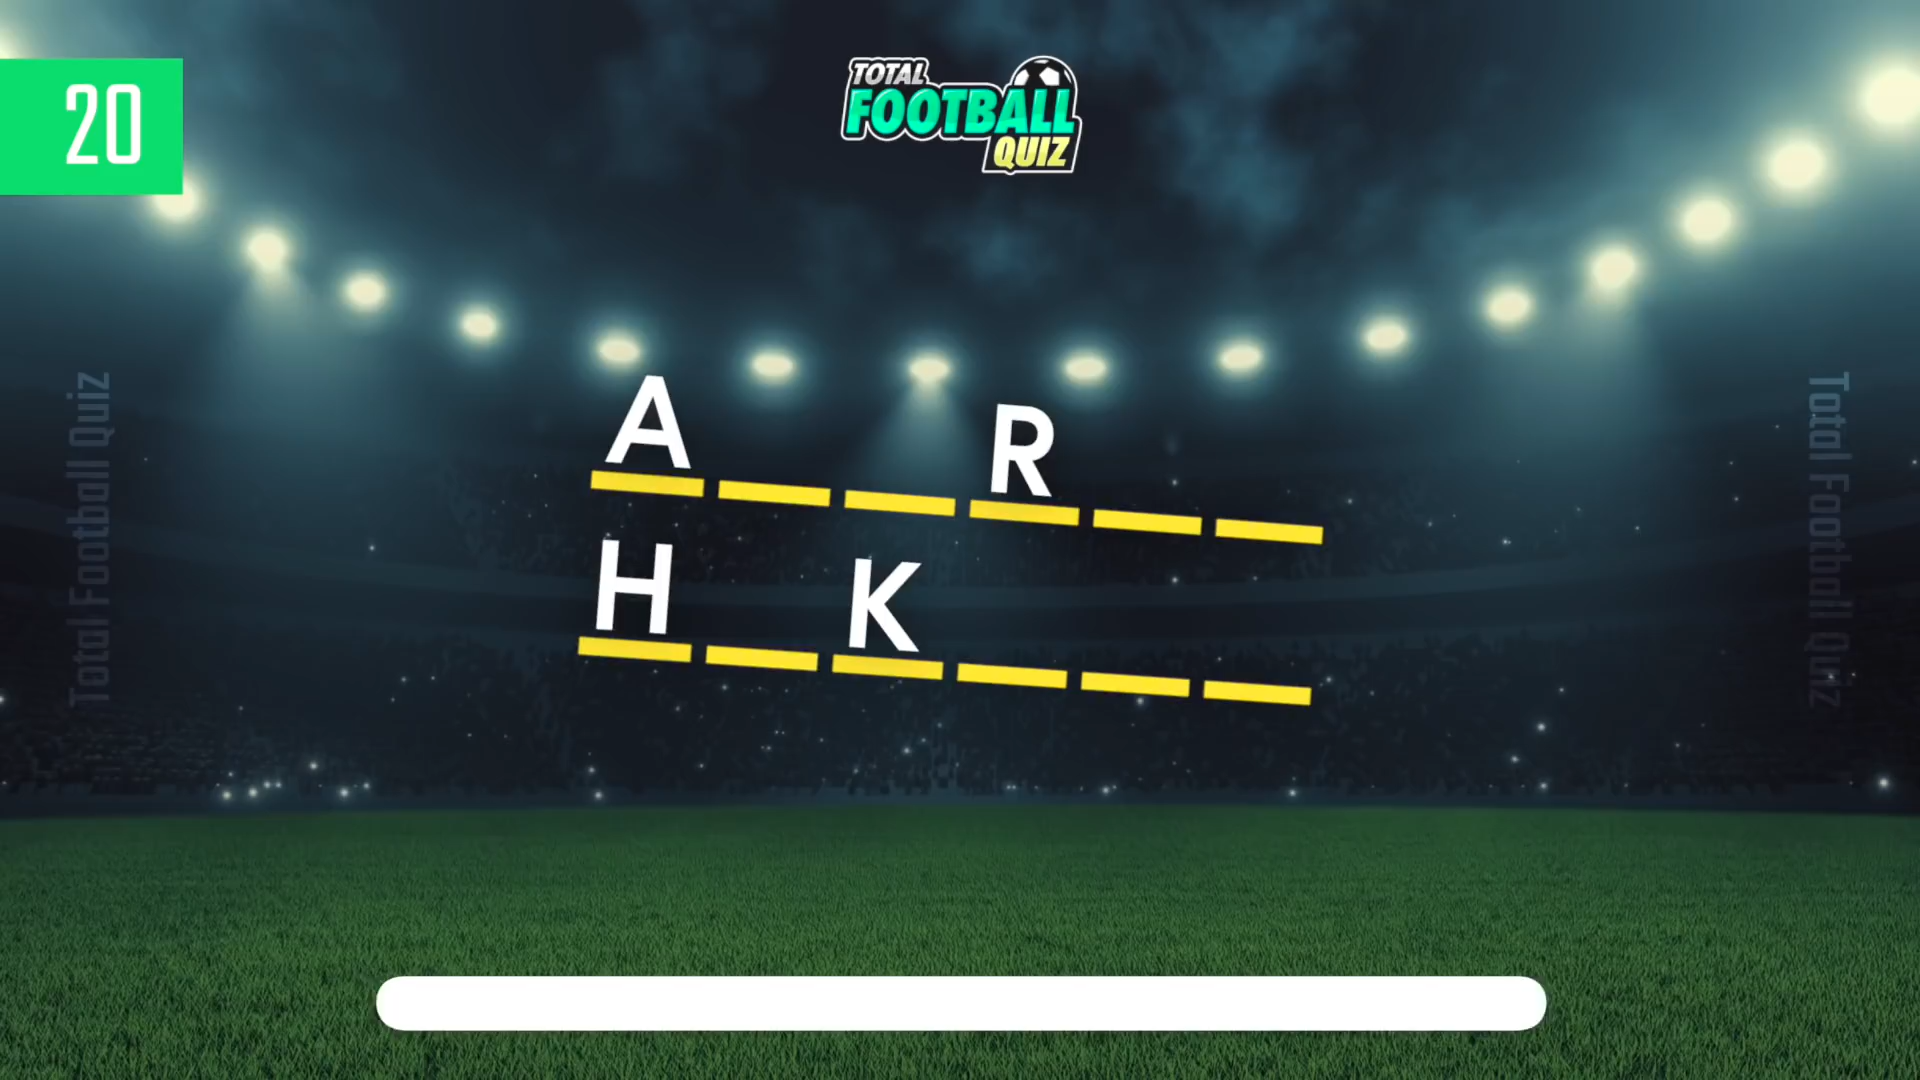 20
TOTAL
FOOTBALL
QUIZ
A R
H K
Total Football Quiz
Total Football Quiz